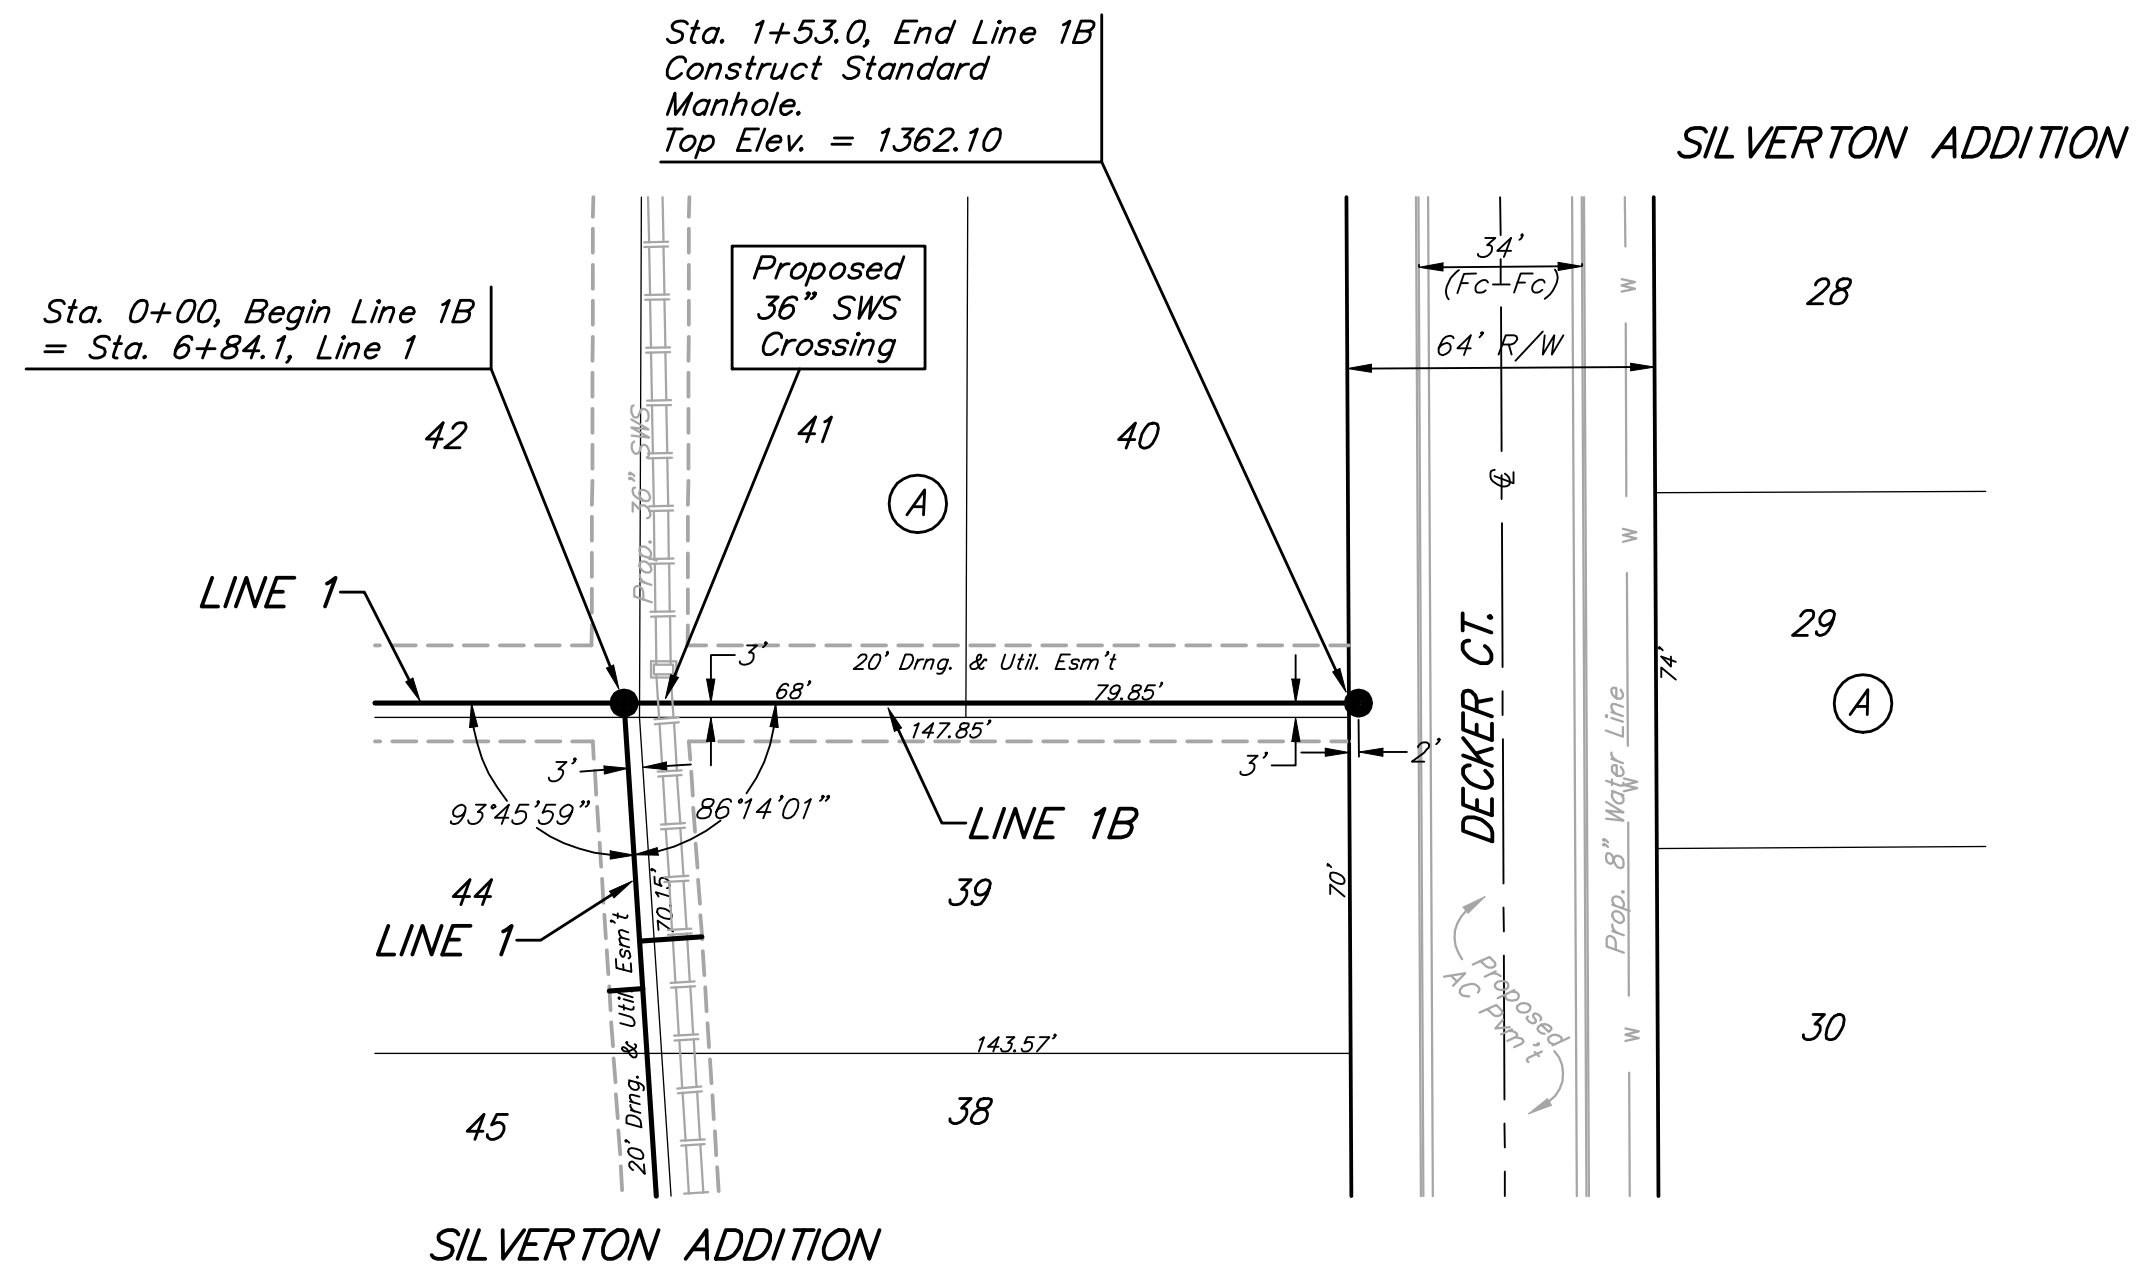 Sta. 1+53.0, End Line 1B
Construct Standard
Manhole.
Top Elev. = 1362.10
SILVERTON ADDITION
Sta. 0+00, Begin Line 1B
= Sta. 6+84.1, Line 1
Proposed
36" SWS
Crossing
34'
(Fc-Fc)
64' R/W
28
42
41
40
Prop. 36" SWS
A
℄
LINE 1
29
3'
20' Drng. & Util. Esm't
68'
79.85'
147.85'
74'
A
DECKER CT.
Prop. 8" Water Line
W
W
W
W
3'
3'
2'
93°45'59"
86°14'01"
LINE 1B
44
70.15'
39
70'
LINE 1
20' Drng. & Util. Esm't
Proposed
AC Pvm't
143.57'
30
45
38
SILVERTON ADDITION